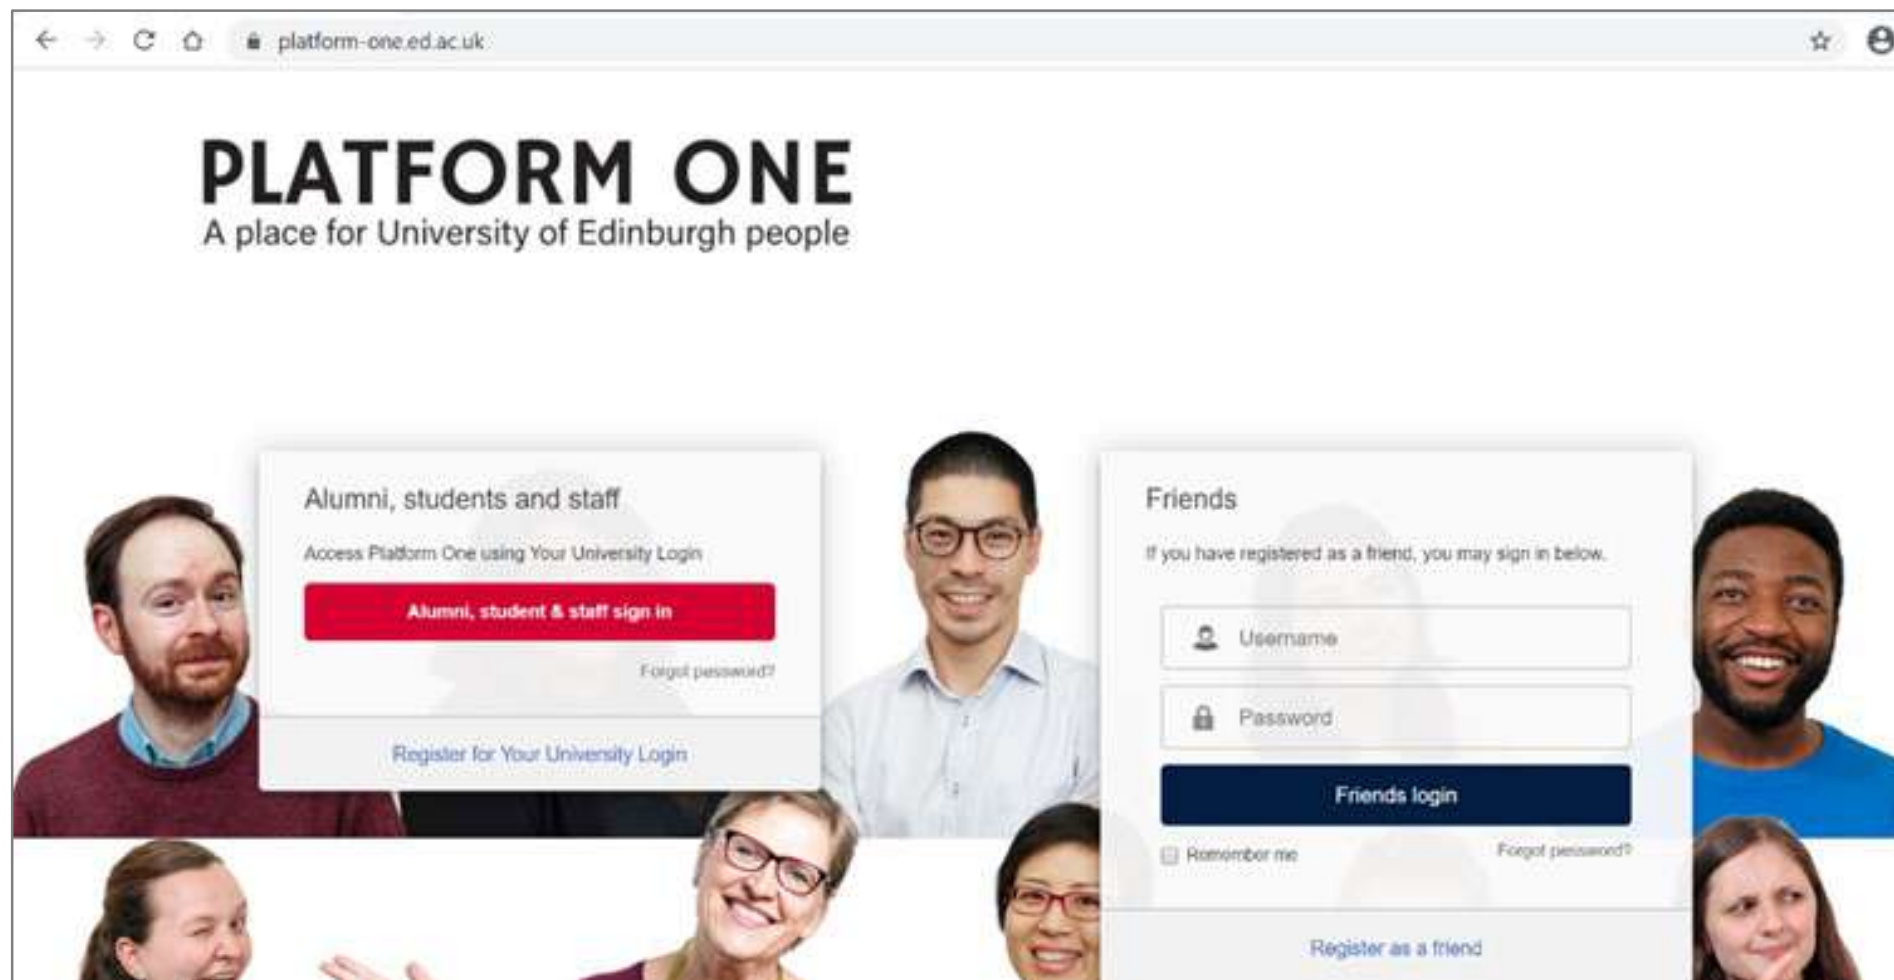 platform-one.ed.ac.uk
PLATFORM ONE
A place for University of Edinburgh people
Alumni, students and staff
Access Platform One using Your University Login
Alumni, student & staff sign in
Forgot password?
Register for Your University Login
Friends
If you have registered as a friend, you may sign in below.
Username
Password
Friends login
Remember me
Forgot password?
Register as a friend